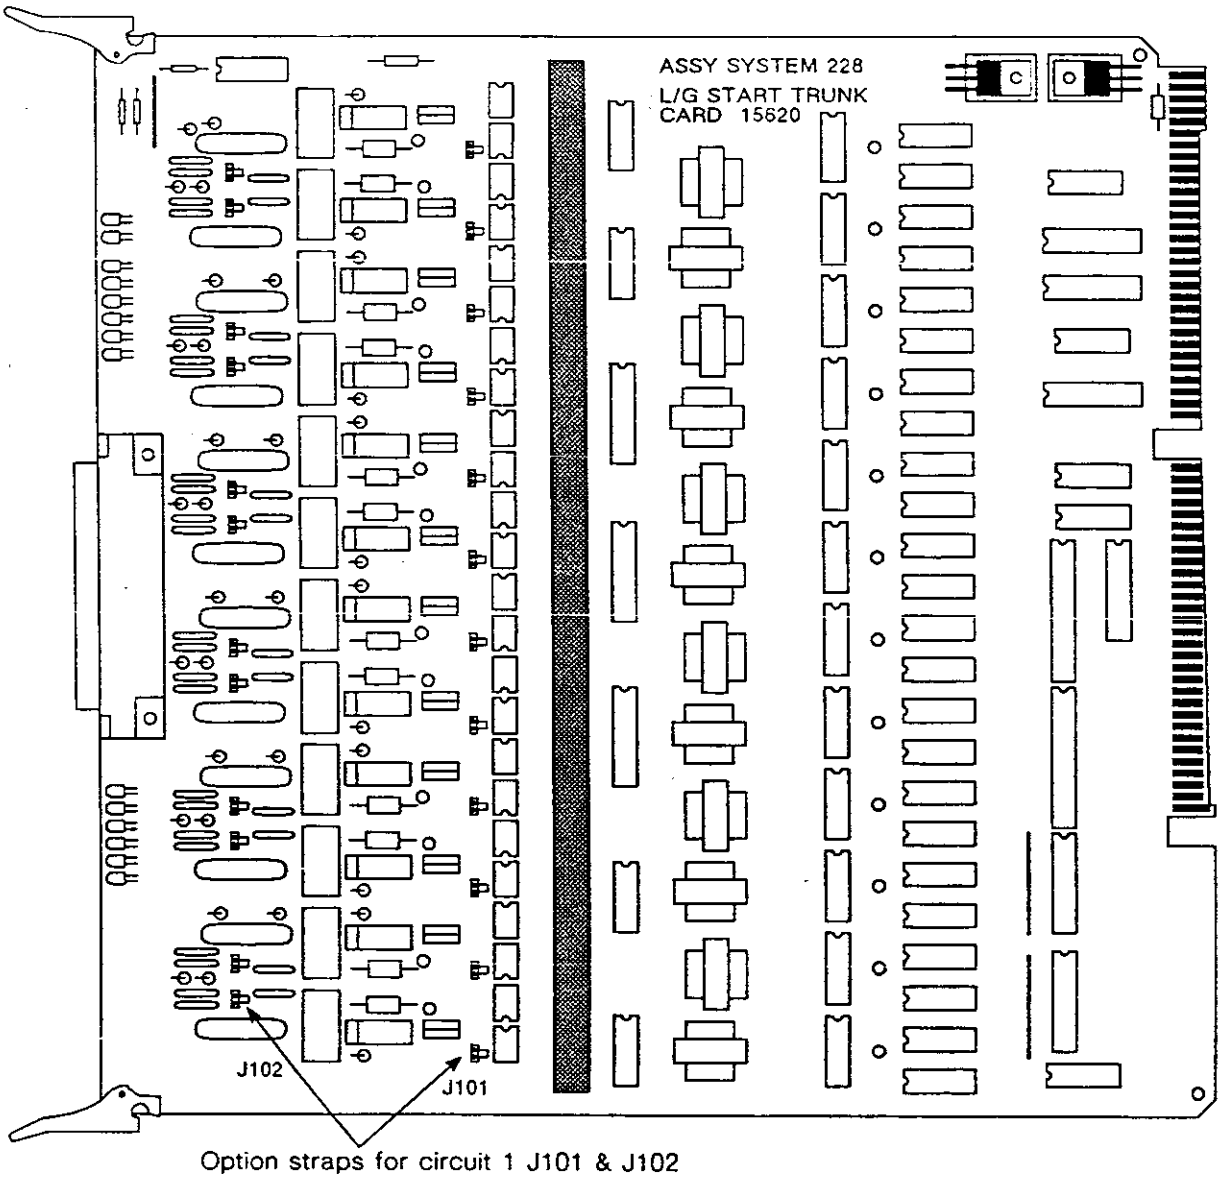 ASSY SYSTEM 228
L/G START TRUNK
CARD 15620
J102
J101
Option straps for circuit 1 J101 & J102